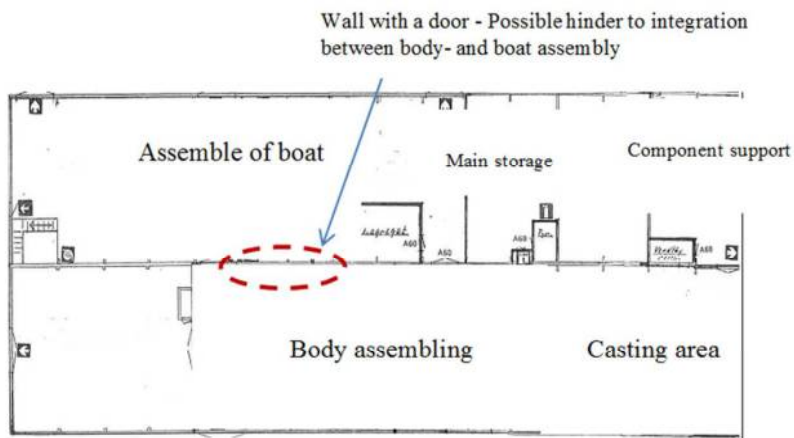 Wall with a door - Possible hinder to integration
between body- and boat assembly
Assemble of boat
Main storage
Component support
A60
A60
A60
A60
Body assembling
Casting area